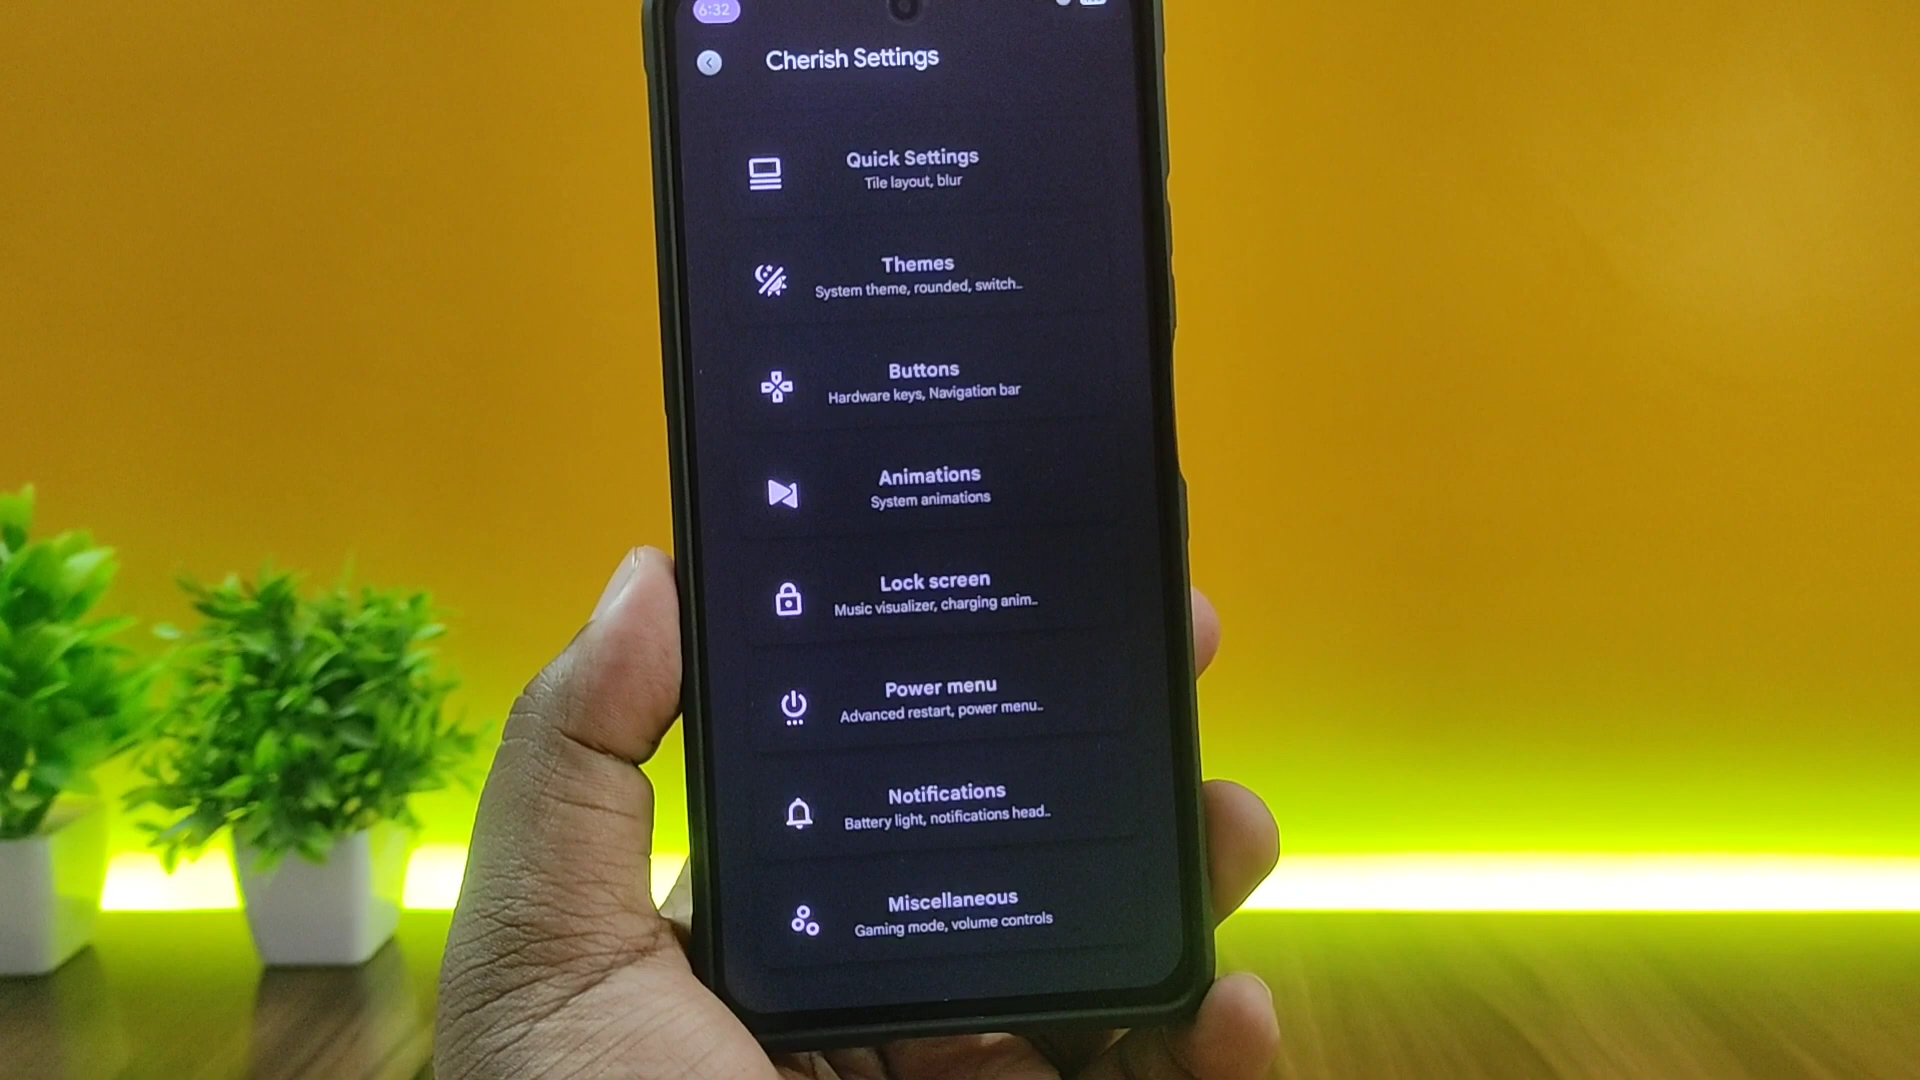 6:32
Cherish Settings
Quick Settings
Tile layout, blur
Themes
System theme, rounded, switch..
Buttons
Hardware keys, Navigation bar
Animations
System animations
Lock screen
Music visualizer, charging anim..
Power menu
Advanced restart, power menu..
Notifications
Battery light, notifications head..
Miscellaneous
Gaming mode, volume controls